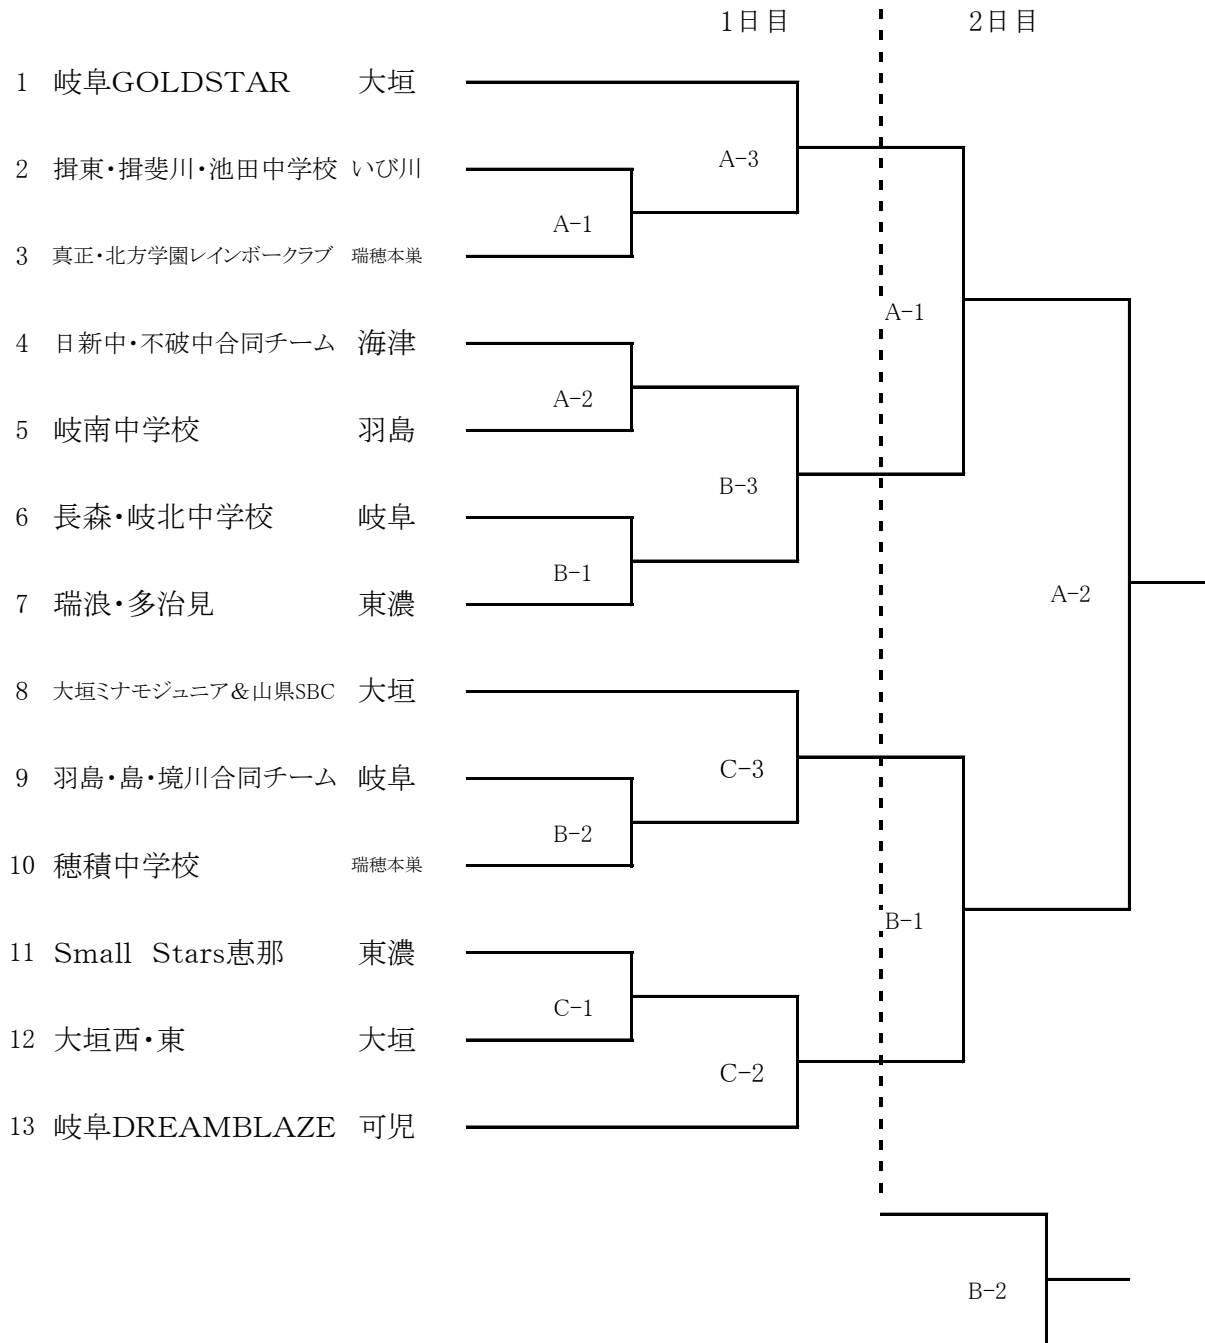 1日目　2日目
1 岐阜GOLDSTAR 大垣
A-3
2 揖東・揖斐川・池田中学校 いび川
A-1
3 真正・北方学園レインボークラブ 瑞穂本巣
A-1
4 日新中・不破中合同チーム 海津
A-2
5 岐南中学校 羽島
B-3
6 長森・岐北中学校 岐阜
B-1
7 瑞浪・多治見 東濃
A-2
8 大垣ミナモジュニア＆山県SBC 大垣
C-3
9 羽島・島・境川合同チーム 岐阜
B-2
10 穂積中学校 瑞穂本巣
B-1
11 Small　Stars恵那 東濃
C-1
12 大垣西・東 大垣
C-2
13 岐阜DREAMBLAZE 可児
B-2